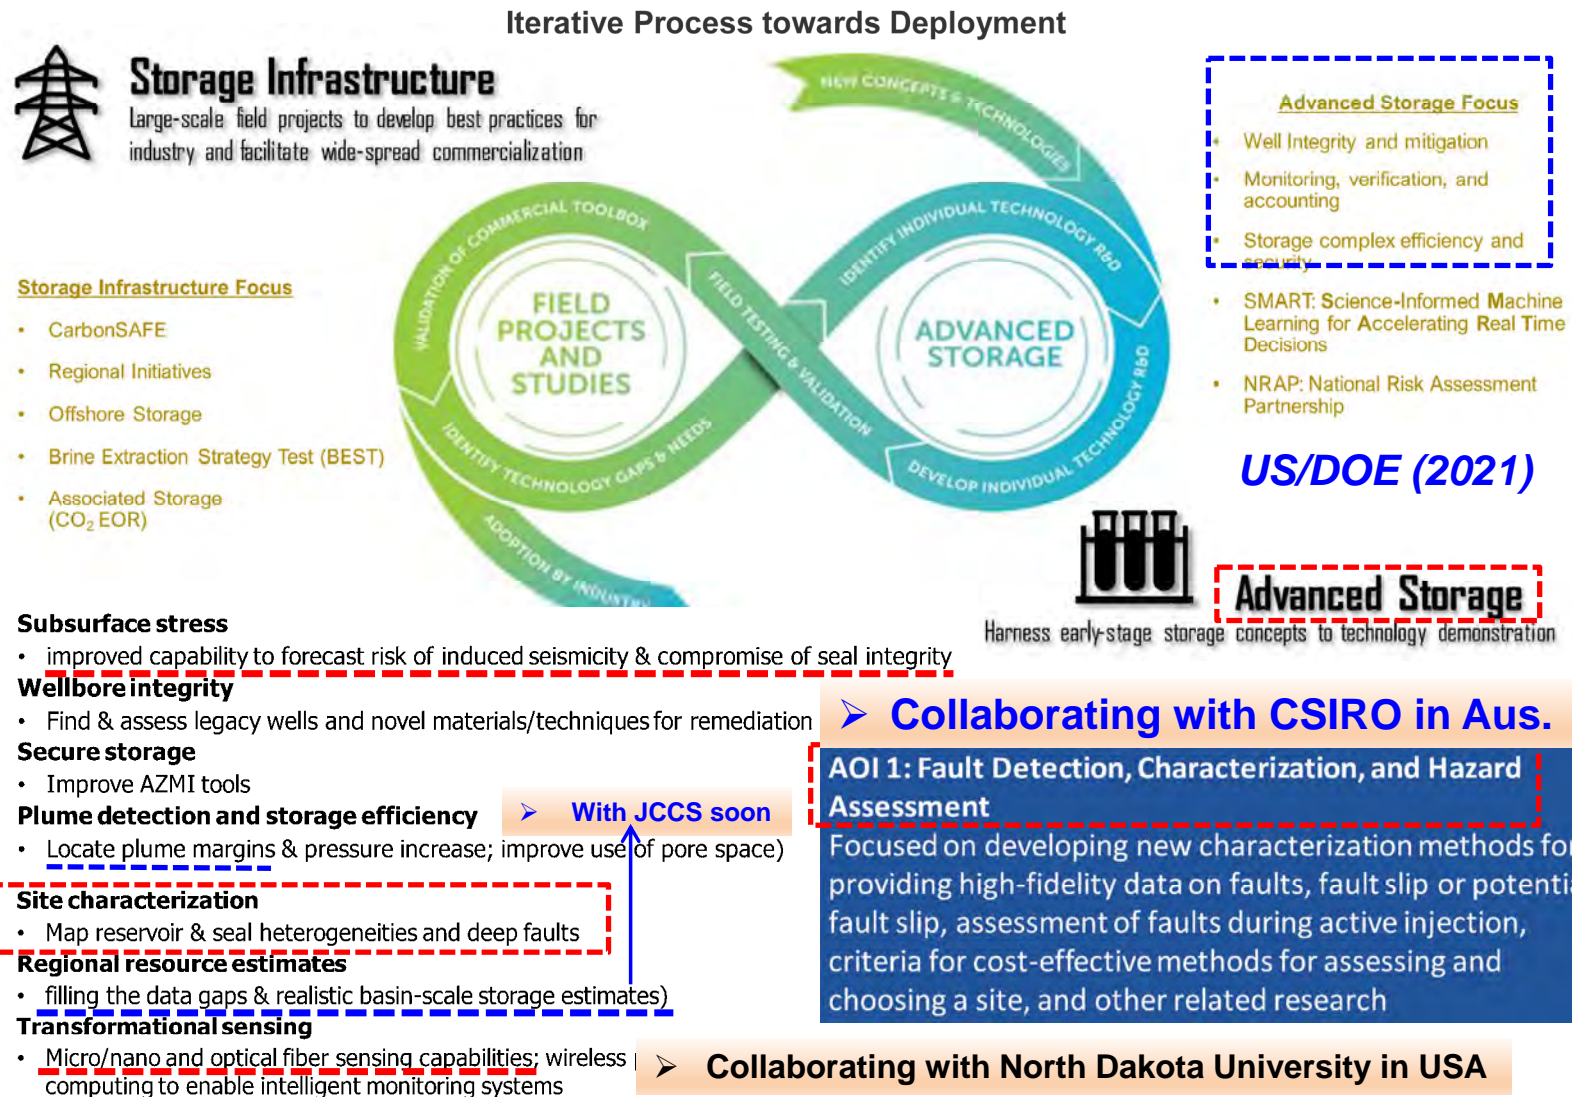 Iterative Process towards Deployment
Storage Infrastructure
Large-scale field projects to develop best practices for
industry and facilitate wide-spread commercialization
Storage Infrastructure Focus
• CarbonSAFE
• Regional Initiatives
• Offshore Storage
• Brine Extraction Strategy Test (BEST)
• Associated Storage
(CO₂ EOR)
NEW CONCEPTS & TECHNOLOGIES
VALIDATION OF COMMERCIAL TOOLBOX
IDENTIFY INDIVIDUAL TECHNOLOGY R&D
FIELD TESTING & VALIDATION
FIELD
PROJECTS
AND
STUDIES
ADVANCED
STORAGE
IDENTIFY TECHNOLOGY GAPS & NEEDS
DEVELOP INDIVIDUAL TECHNOLOGY R&D
ADOPTION BY INDUSTRY
Advanced Storage Focus
• Well Integrity and mitigation
• Monitoring, verification, and
accounting
• Storage complex efficiency and
security
• SMART: Science-Informed Machine
Learning for Accelerating Real Time
Decisions
• NRAP: National Risk Assessment
Partnership
US/DOE (2021)
Advanced Storage
Harness early-stage storage concepts to technology demonstration
Subsurface stress
• improved capability to forecast risk of induced seismicity & compromise of seal integrity
Wellbore integrity
• Find & assess legacy wells and novel materials/techniques for remediation
Secure storage
• Improve AZMI tools
Plume detection and storage efficiency
➢ With JCCS soon
• Locate plume margins & pressure increase; improve use of pore space)
Site characterization
• Map reservoir & seal heterogeneities and deep faults
Regional resource estimates
• filling the data gaps & realistic basin-scale storage estimates)
Transformational sensing
• Micro/nano and optical fiber sensing capabilities; wireless
computing to enable intelligent monitoring systems
➢ Collaborating with CSIRO in Aus.
AOI 1: Fault Detection, Characterization, and Hazard
Assessment
Focused on developing new characterization methods for
providing high-fidelity data on faults, fault slip or potentia
fault slip, assessment of faults during active injection,
criteria for cost-effective methods for assessing and
choosing a site, and other related research
➢ Collaborating with North Dakota University in USA